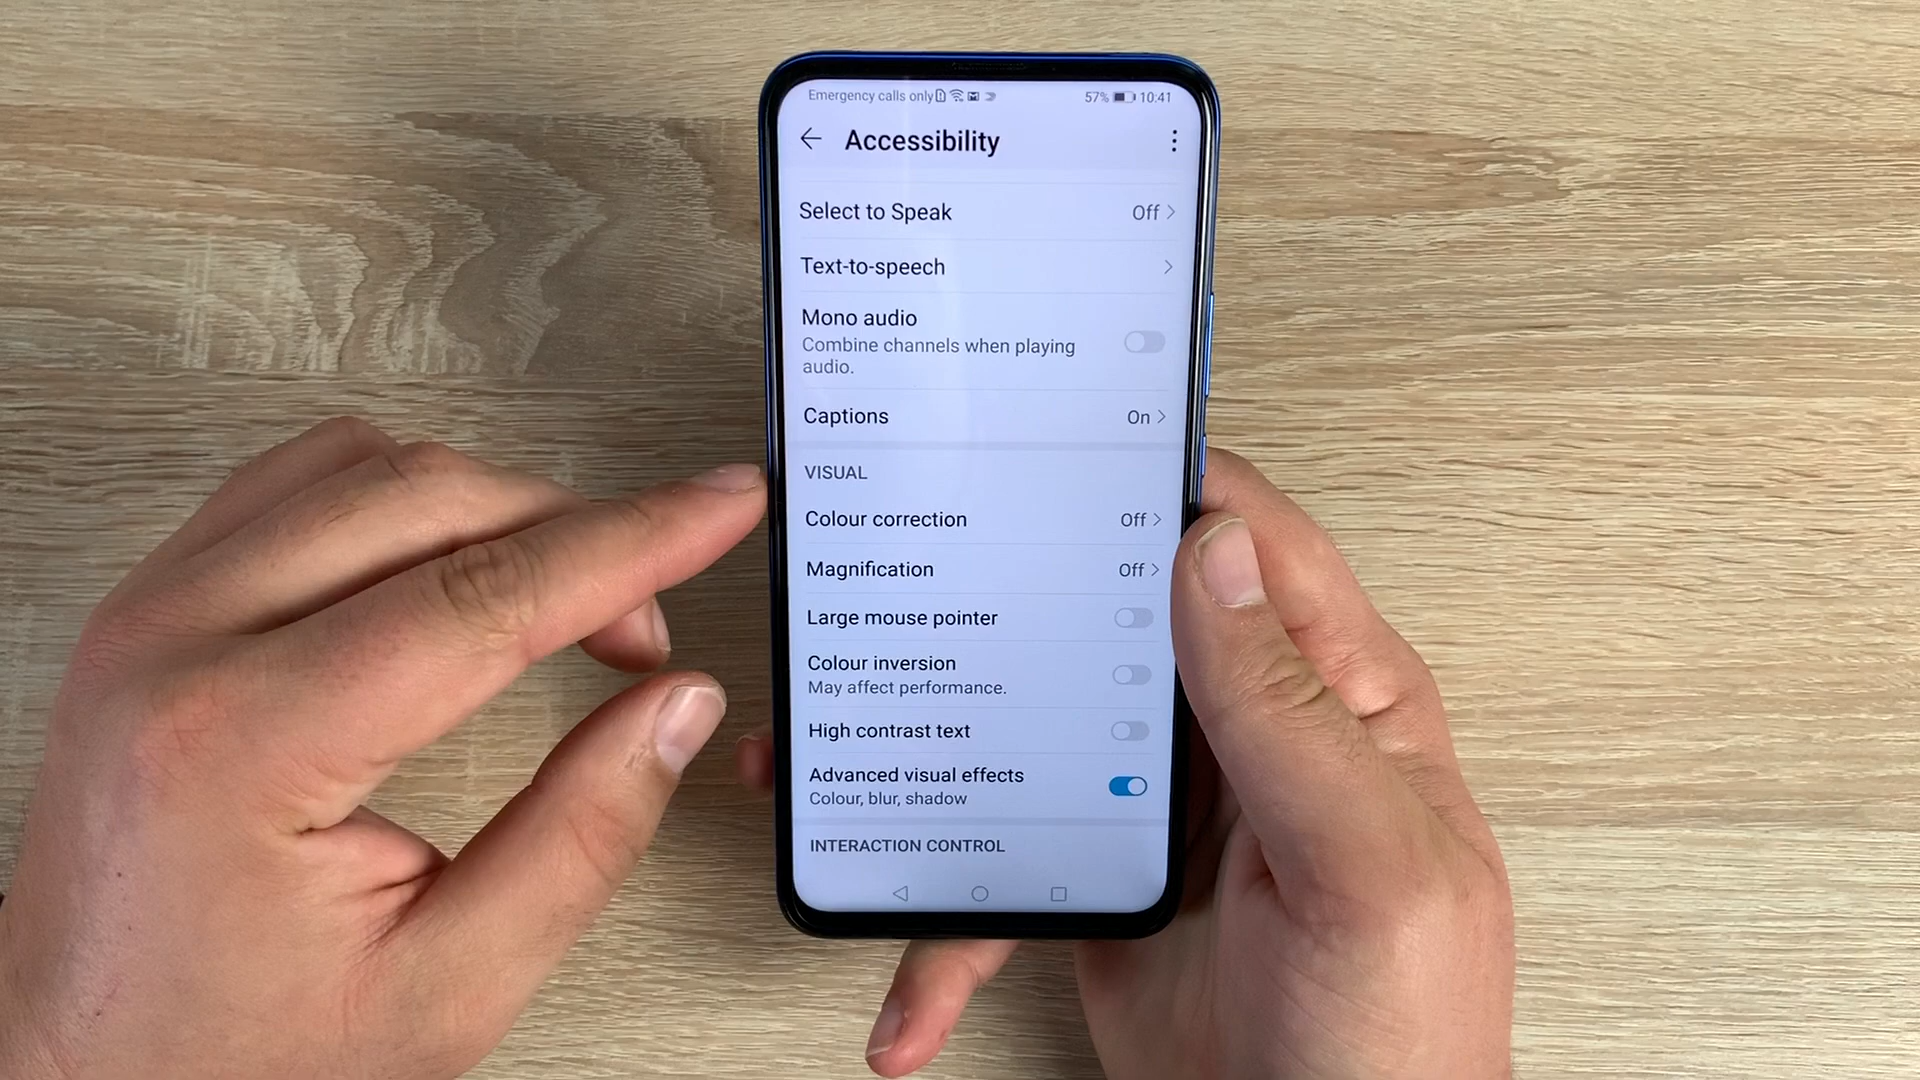 Emergency calls only 57% 10:41
Accessibility
Select to Speak Off
Text-to-speech
Mono audio
Combine channels when playing
audio.
Captions On
VISUAL
Colour correction Off
Magnification Off
Large mouse pointer
Colour inversion
May affect performance.
High contrast text
Advanced visual effects
Colour, blur, shadow
INTERACTION CONTROL